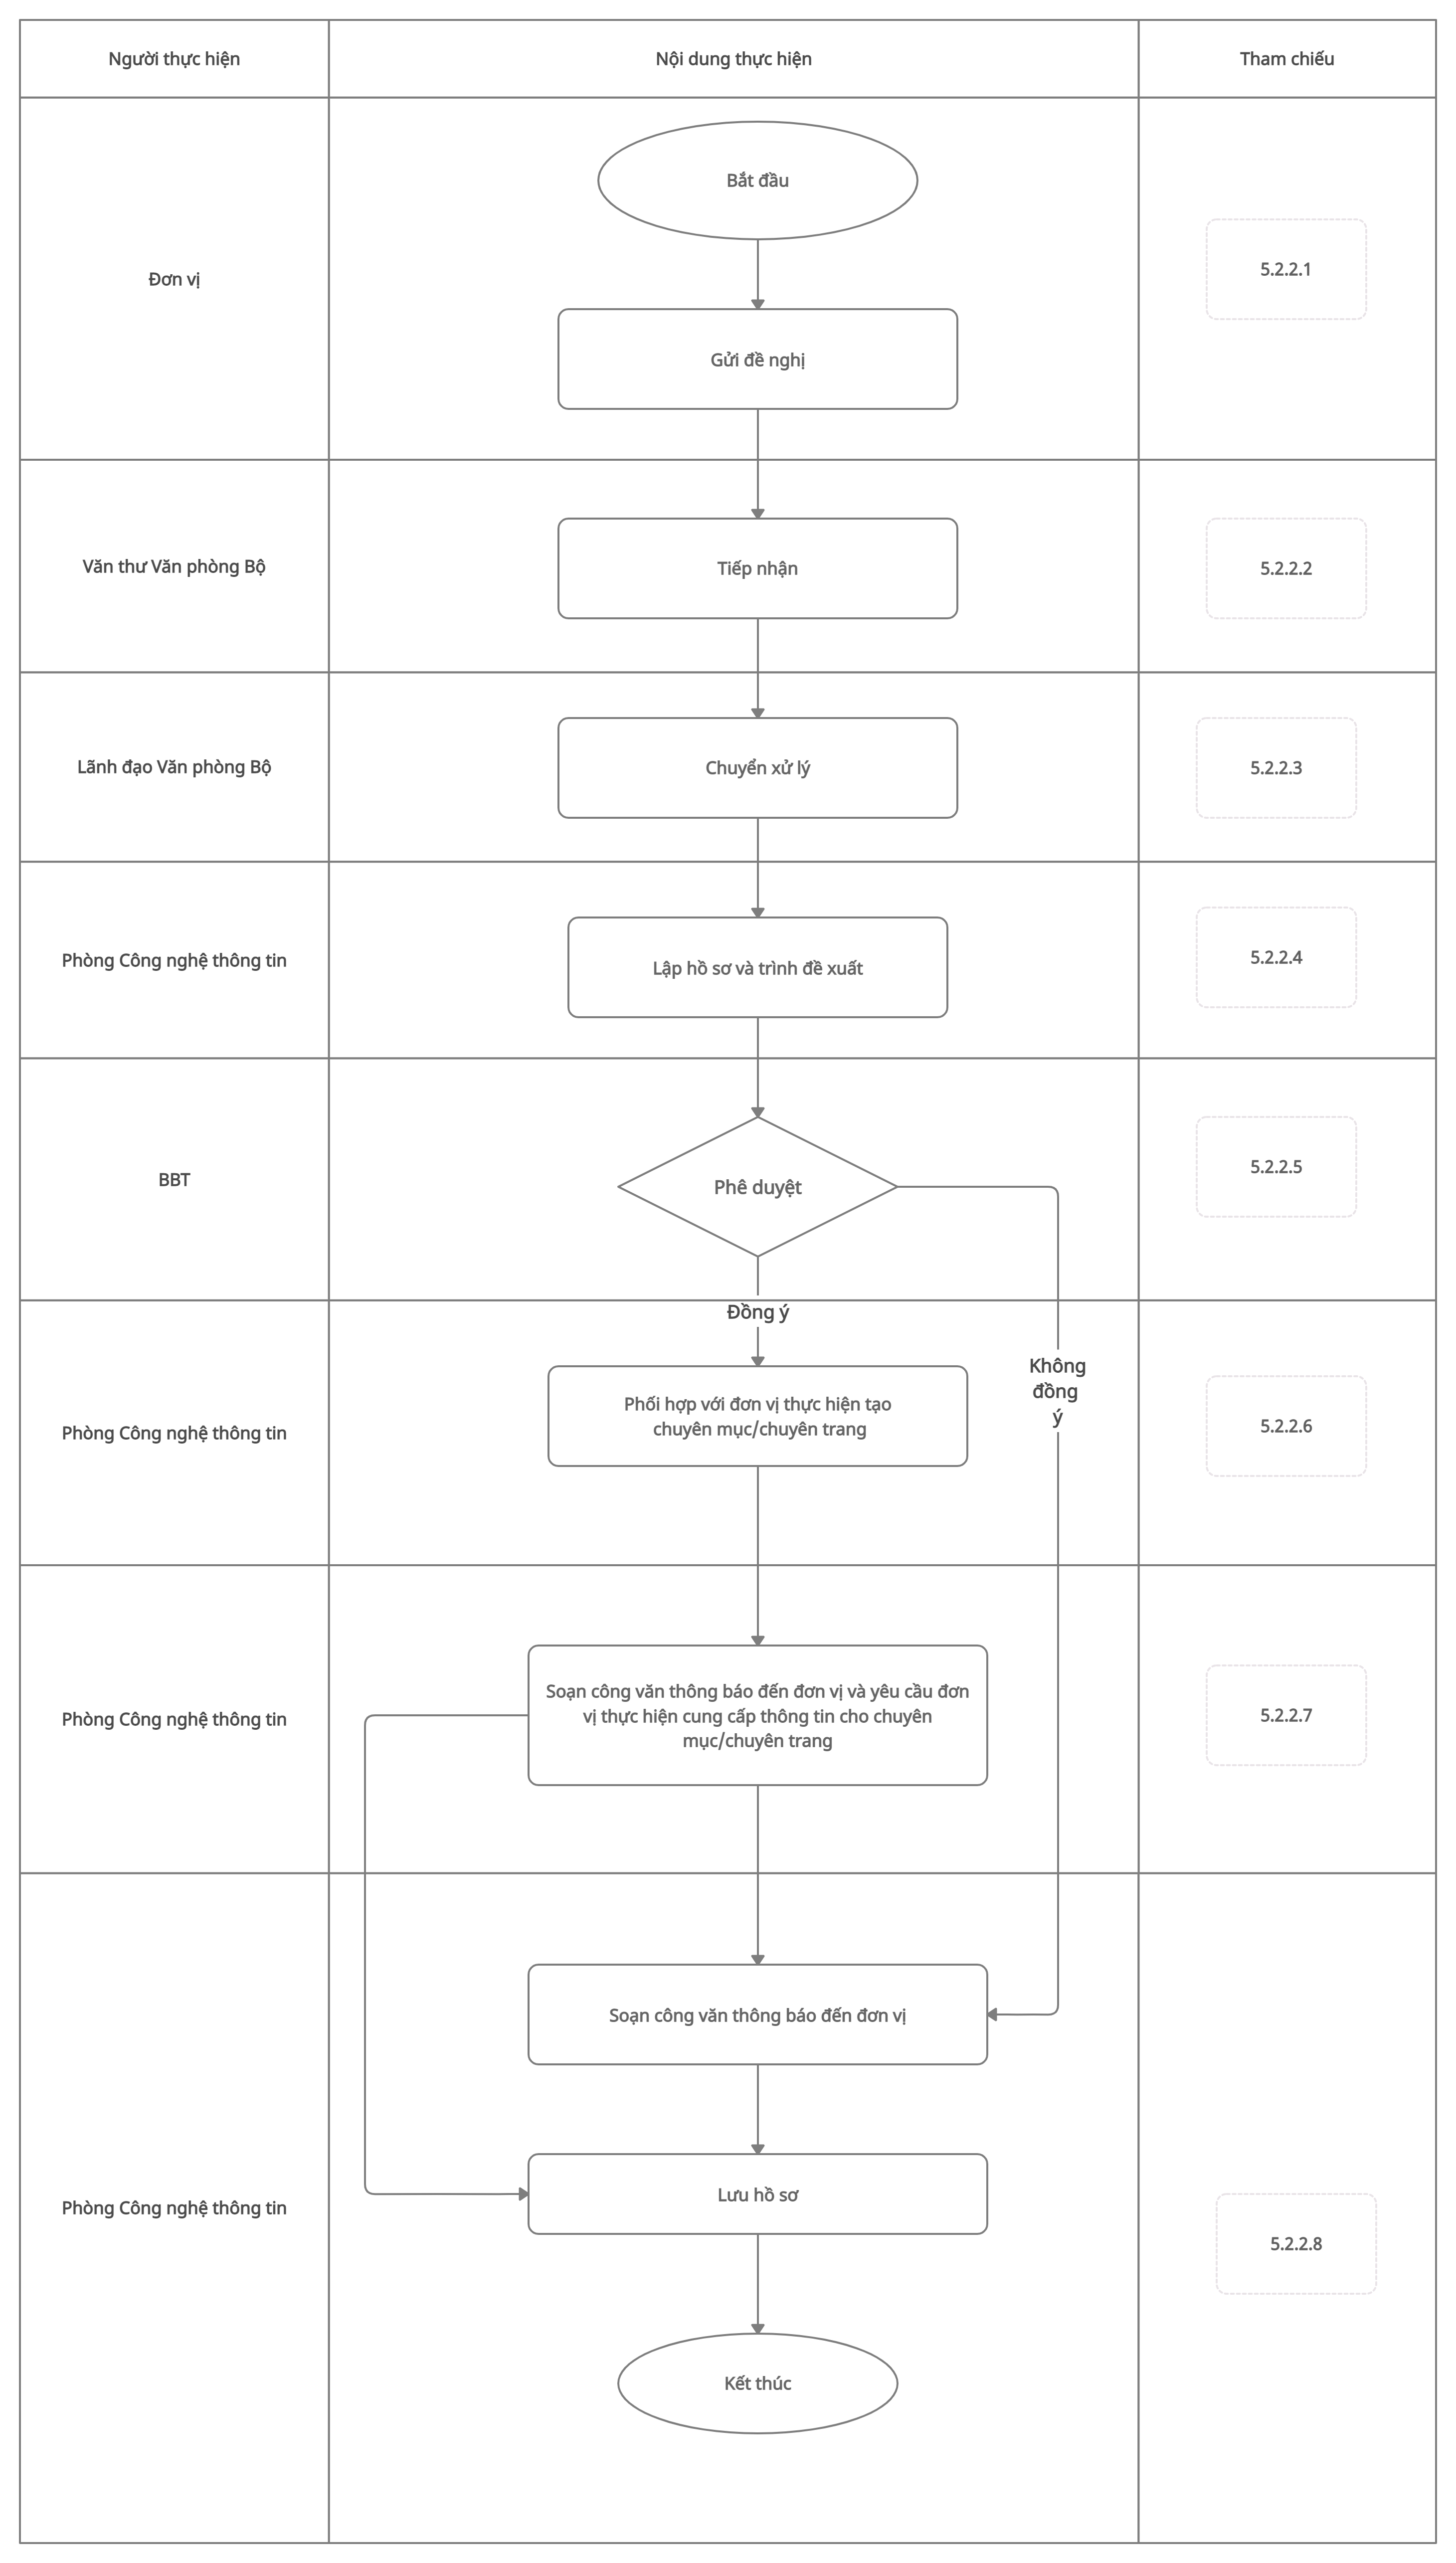 Người thực hiện
Nội dung thực hiện
Tham chiếu
Bắt đầu
Đơn vị
5.2.2.1
Gửi đề nghị
Văn thư Văn phòng Bộ
Tiếp nhận
5.2.2.2
Lãnh đạo Văn phòng Bộ
Chuyển xử lý
5.2.2.3
Phòng Công nghệ thông tin
Lập hồ sơ và trình đề xuất
5.2.2.4
BBT
Phê duyệt
5.2.2.5
Đồng ý
Không
đồng
ý
Phòng Công nghệ thông tin
Phối hợp với đơn vị thực hiện tạo
chuyên mục/chuyên trang
5.2.2.6
Phòng Công nghệ thông tin
Soạn công văn thông báo đến đơn vị và yêu cầu đơn
vị thực hiện cung cấp thông tin cho chuyên
mục/chuyên trang
5.2.2.7
Soạn công văn thông báo đến đơn vị
Phòng Công nghệ thông tin
Lưu hồ sơ
5.2.2.8
Kết thúc